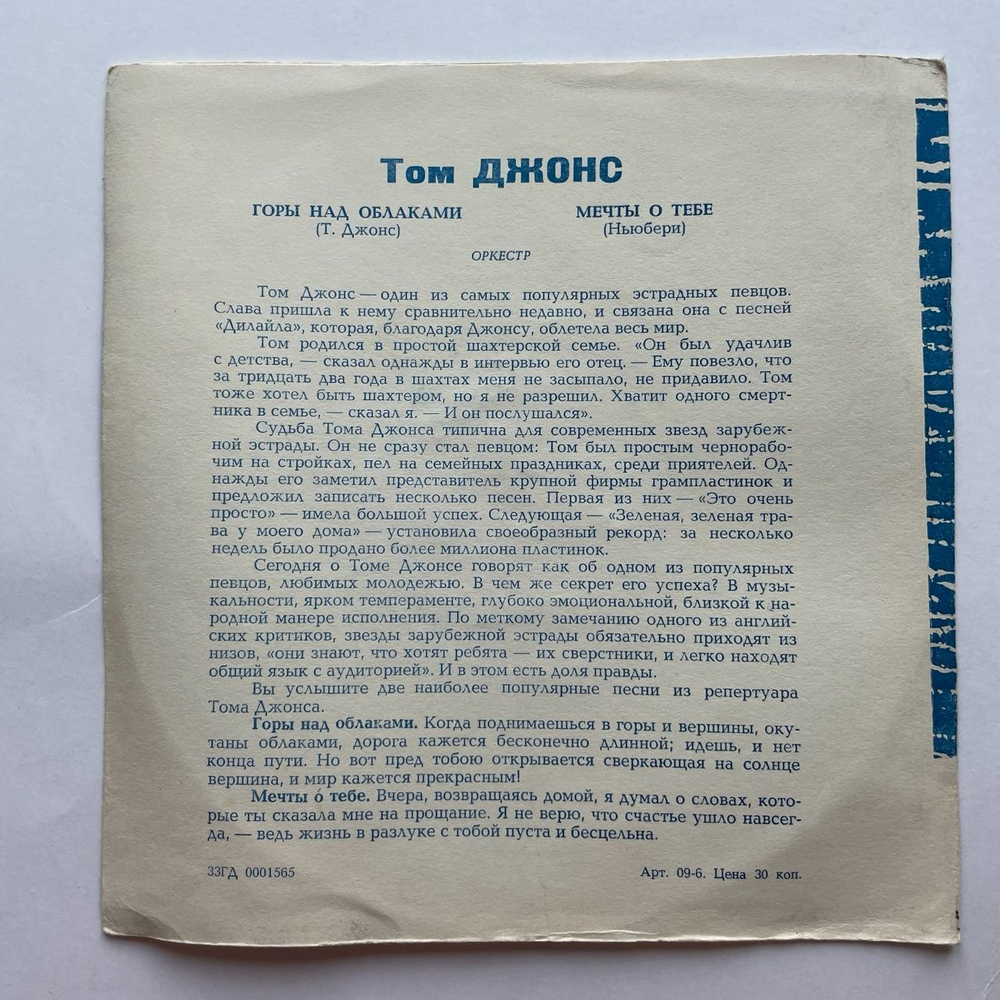 Том ДЖОНС
ГОРЫ НАД ОБЛАКАМИ МЕЧТЫ О ТЕБЕ
(Т. Джонс) (Ньюбери)
ОРКЕСТР
Том Джонс — один из самых популярных эстрадных певцов.
Слава пришла к нему сравнительно недавно, и связана она с песней
«Дилайла», которая, благодаря Джонсу, облетела весь мир.
Том родился в простой шахтерской семье. «Он был удачлив
с детства, — сказал однажды в интервью его отец. — Ему повезло, что
за тридцать два года в шахтах меня не засыпало, не придавило. Том
тоже хотел быть шахтером, но я не разрешил. Хватит одного смерт-
ника в семье, — сказал я. — И он послушался».
Судьба Тома Джонса типична для современных звезд зарубеж-
ной эстрады. Он не сразу стал певцом: Том был простым чернорабо-
чим на стройках, пел на семейных праздниках, среди приятелей. Од-
нажды его заметил представитель крупной фирмы грампластинок и
предложил записать несколько песен. Первая из них — «Это очень
просто» — имела большой успех. Следующая — «Зеленая, зеленая тра-
ва у моего дома» — установила своеобразный рекорд: за несколько
недель было продано более миллиона пластинок.
Сегодня о Томе Джонсе говорят как об одном из популярных
певцов, любимых молодежью. В чем же секрет его успеха? В музы-
кальности, ярком темпераменте, глубоко эмоциональной, близкой к на-
родной манере исполнения. По меткому замечанию одного из англий-
ских критиков, звезды зарубежной эстрады обязательно приходят из
низов, «они знают, что хотят ребята — их сверстники, и легко находят
общий язык с аудиторией». И в этом есть доля правды.
Вы услышите две наиболее популярные песни из репертуара
Тома Джонса.
Горы над облаками. Когда поднимаешься в горы и вершины, оку-
таны облаками, дорога кажется бесконечно длинной; идешь, и нет
конца пути. Но вот пред тобою открывается сверкающая на солнце
вершина, и мир кажется прекрасным!
Мечты о тебе. Вчера, возвращаясь домой, я думал о словах, кото-
рые ты сказала мне на прощание. Я не верю, что счастье ушло навсег-
да, — ведь жизнь в разлуке с тобой пуста и бесцельна.
33ГД 0001565 Арт. 09-6. Цена 30 коп.